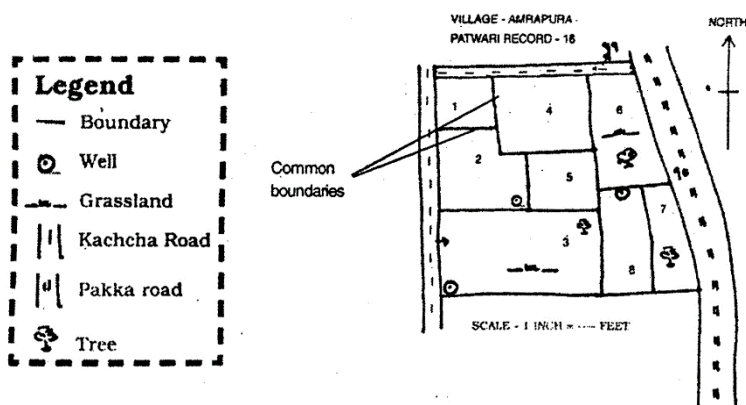 VILLAGE - AMRAPURA
PATWARI RECORD - 16
NORTH
Legend
Boundary
Well
Grassland
Kachcha Road
Pakka road
Tree
Common
boundaries
1
4
6
2
5
7
3
8
SCALE - 1 INCH = ---- FEET